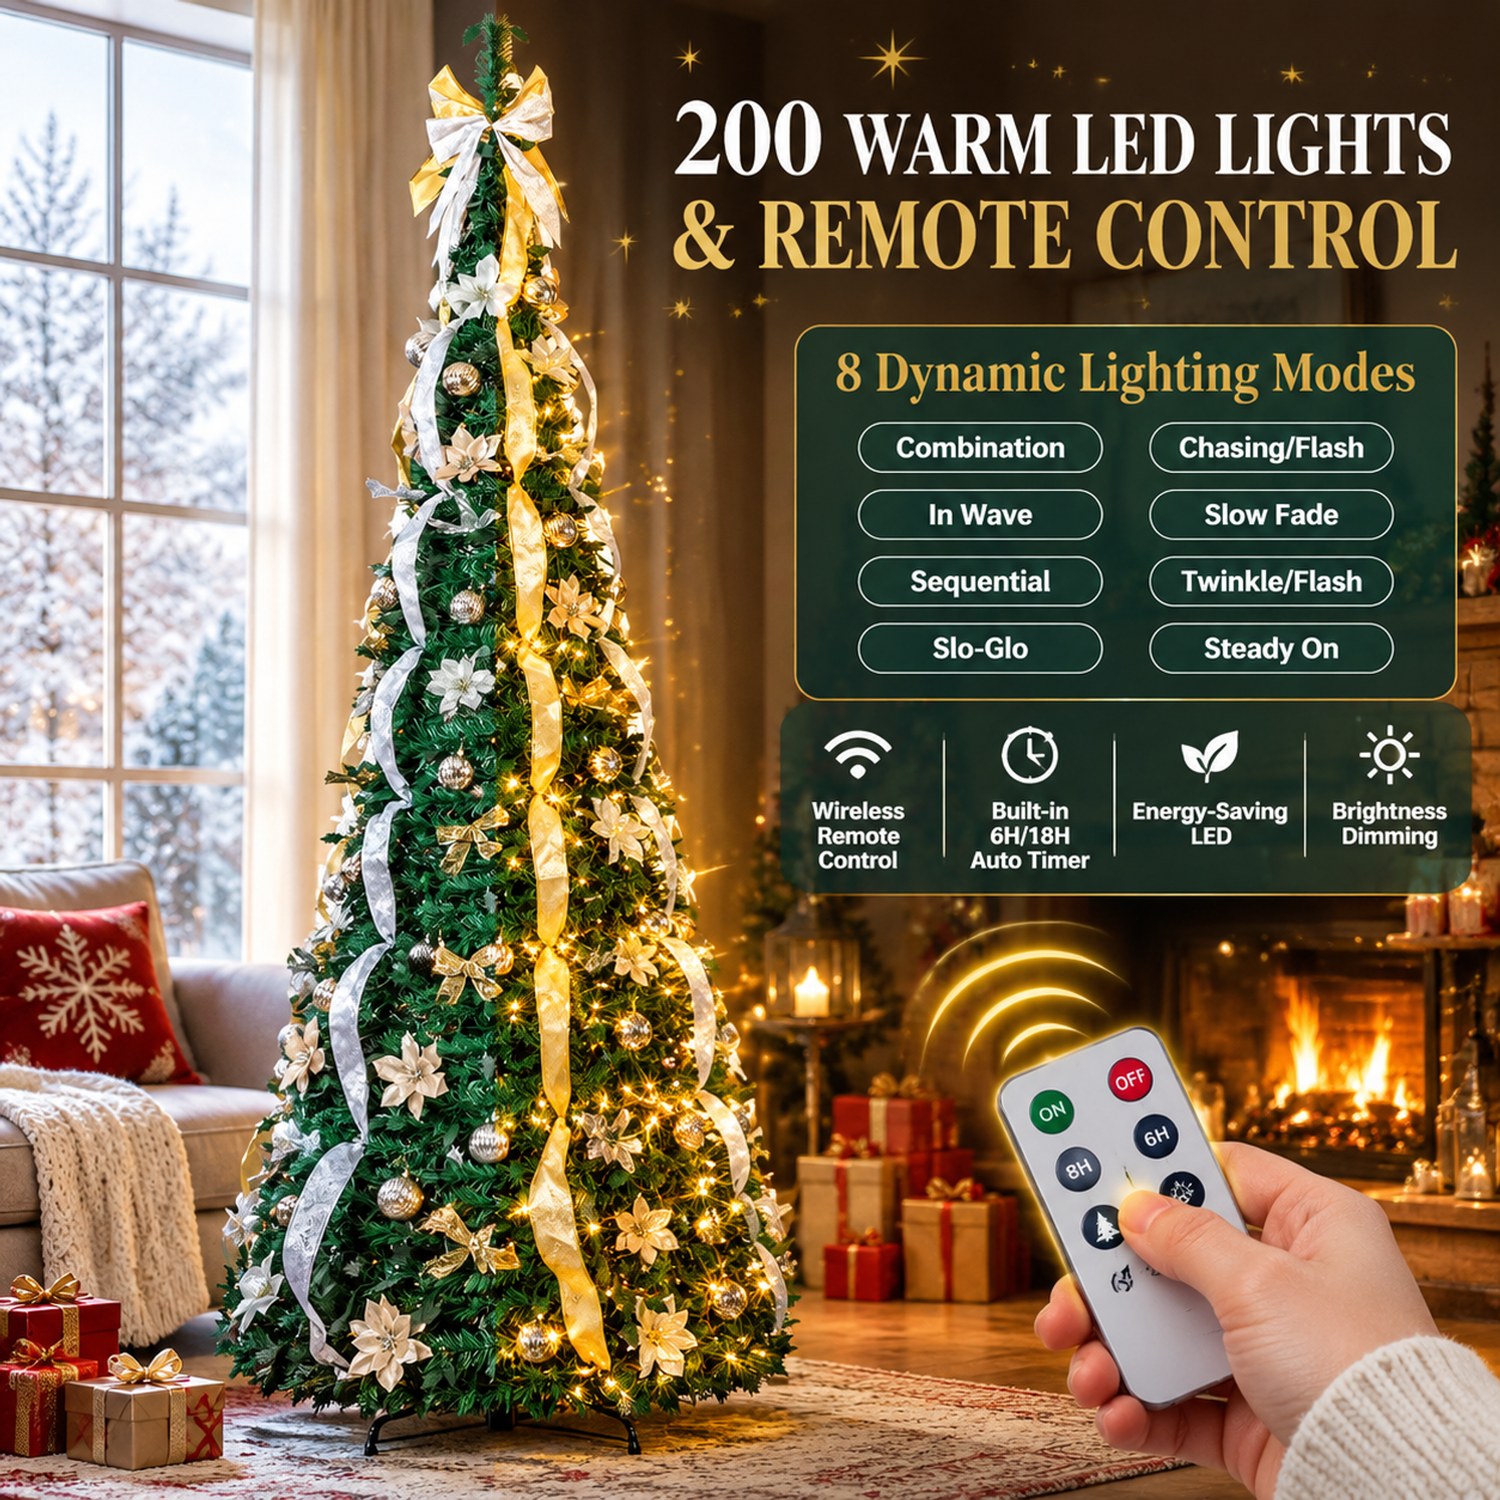 200 WARM LED LIGHTS
& REMOTE CONTROL
8 Dynamic Lighting Modes
Combination
Chasing/Flash
In Wave
Slow Fade
Sequential
Twinkle/Flash
Slo-Glo
Steady On
Wireless
Remote
Control
Built-in
6H/18H
Auto Timer
Energy-Saving
LED
Brightness
Dimming
ON
OFF
8H
6H